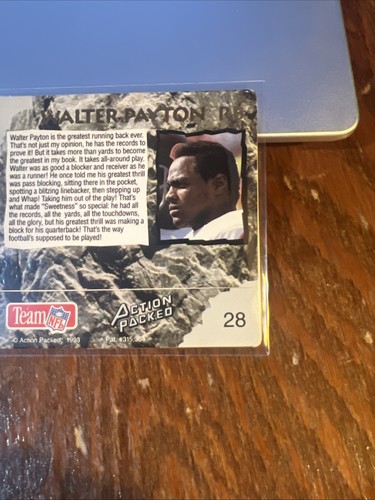 WALTER PAYTON
Walter Payton is the greatest running back ever.
That's not just my opinion, he has the records to
prove it! But it takes more than yards to become
the greatest in my book. It takes all-around play.
Walter was as good a blocker and receiver as he
was a runner! He once told me his greatest thrill
was pass blocking, sitting there in the pocket,
spotting a blitzing linebacker, then stepping up
and Whap! Taking him out of the play! That's
what made "Sweetness" so special: he had all
the records, all the yards, all the touchdowns,
all the glory, but his greatest thrill was making a
block for his quarterback! That's the way
football's supposed to be played!
Team NFL
ACTION
PACKED
28
© Action Packed, 1993 Pat. #315,364